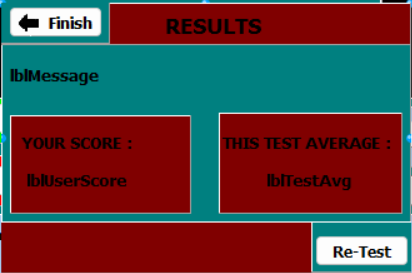 Finish
RESULTS
lblMessage
YOUR SCORE :
THIS TEST AVERAGE :
lblUserScore
lblTestAvg
Re-Test